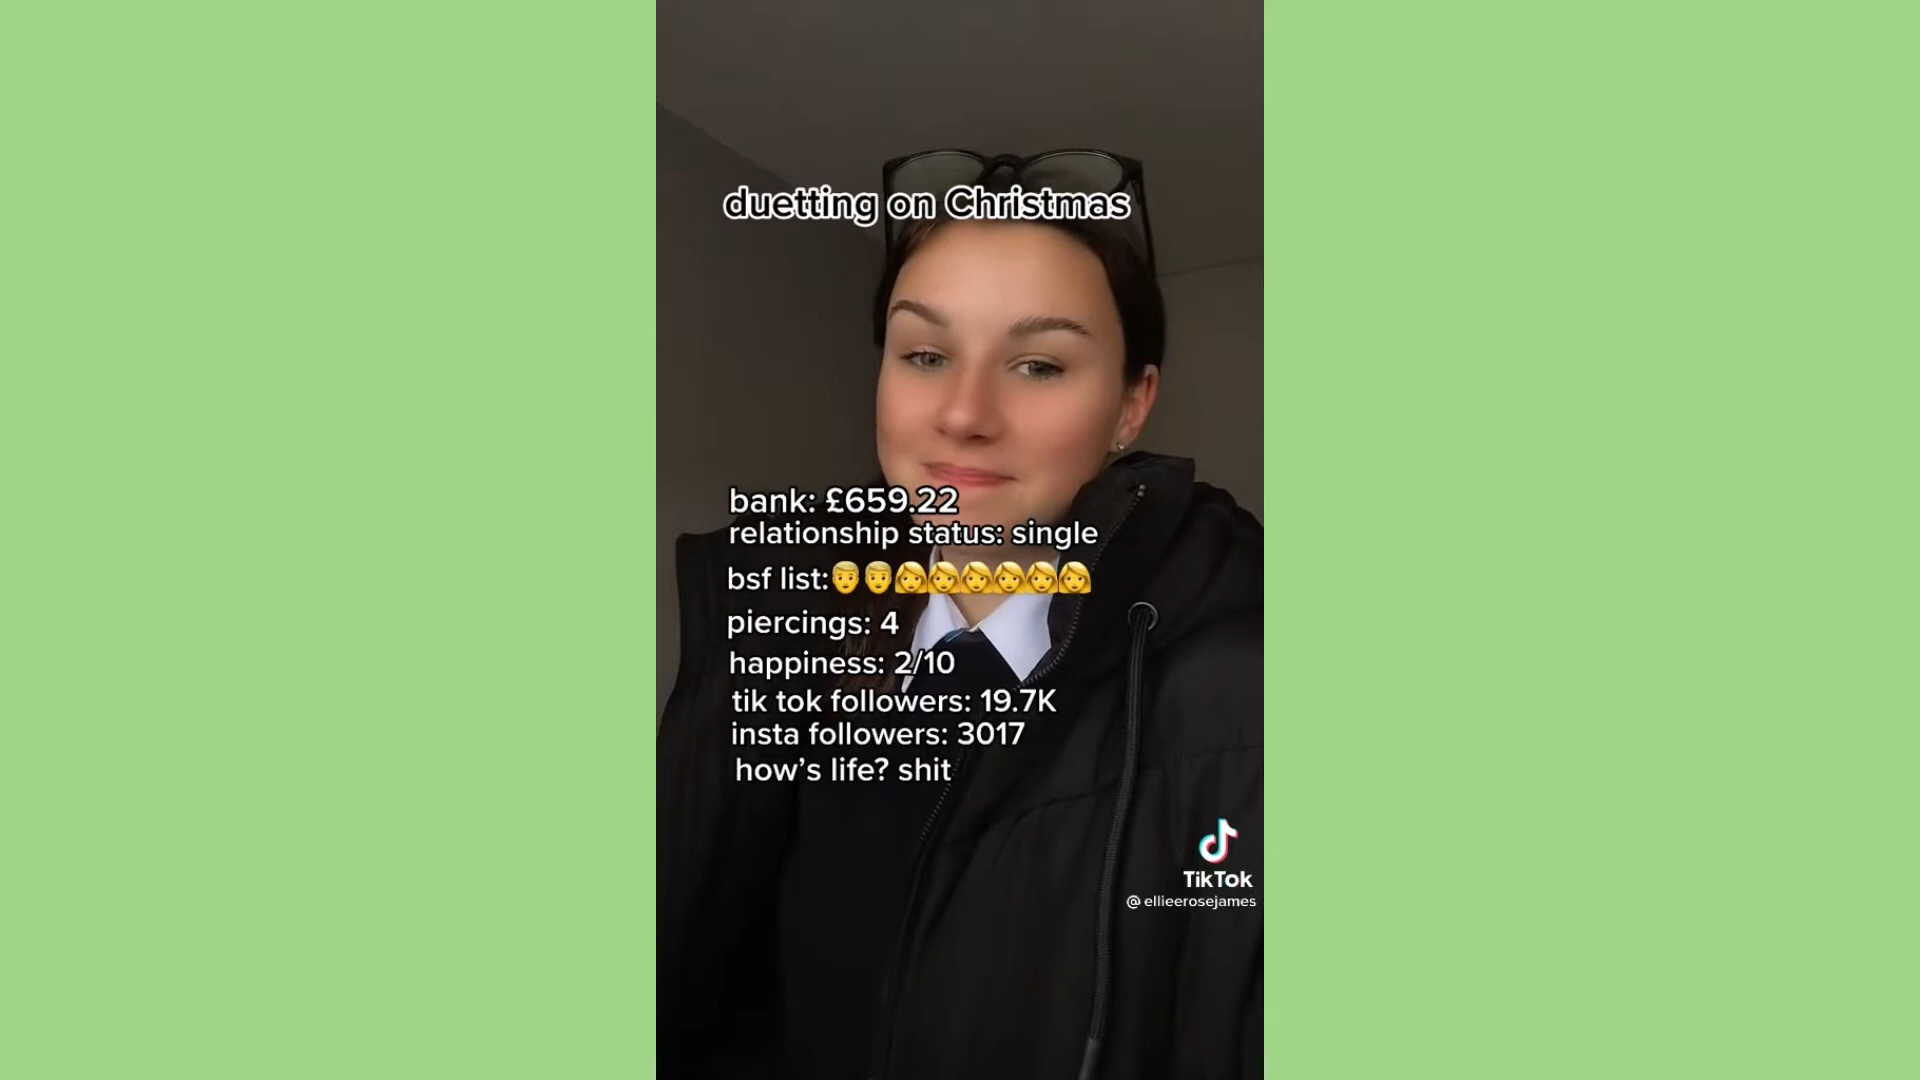 duetting on Christmas
bank: £659.22
relationship status: single
bsf list:👨👨👩👩👩👩👩👩
piercings: 4
happiness: 2/10
tik tok followers: 19.7K
insta followers: 3017
how's life? shit
TikTok
@ellieerosejames